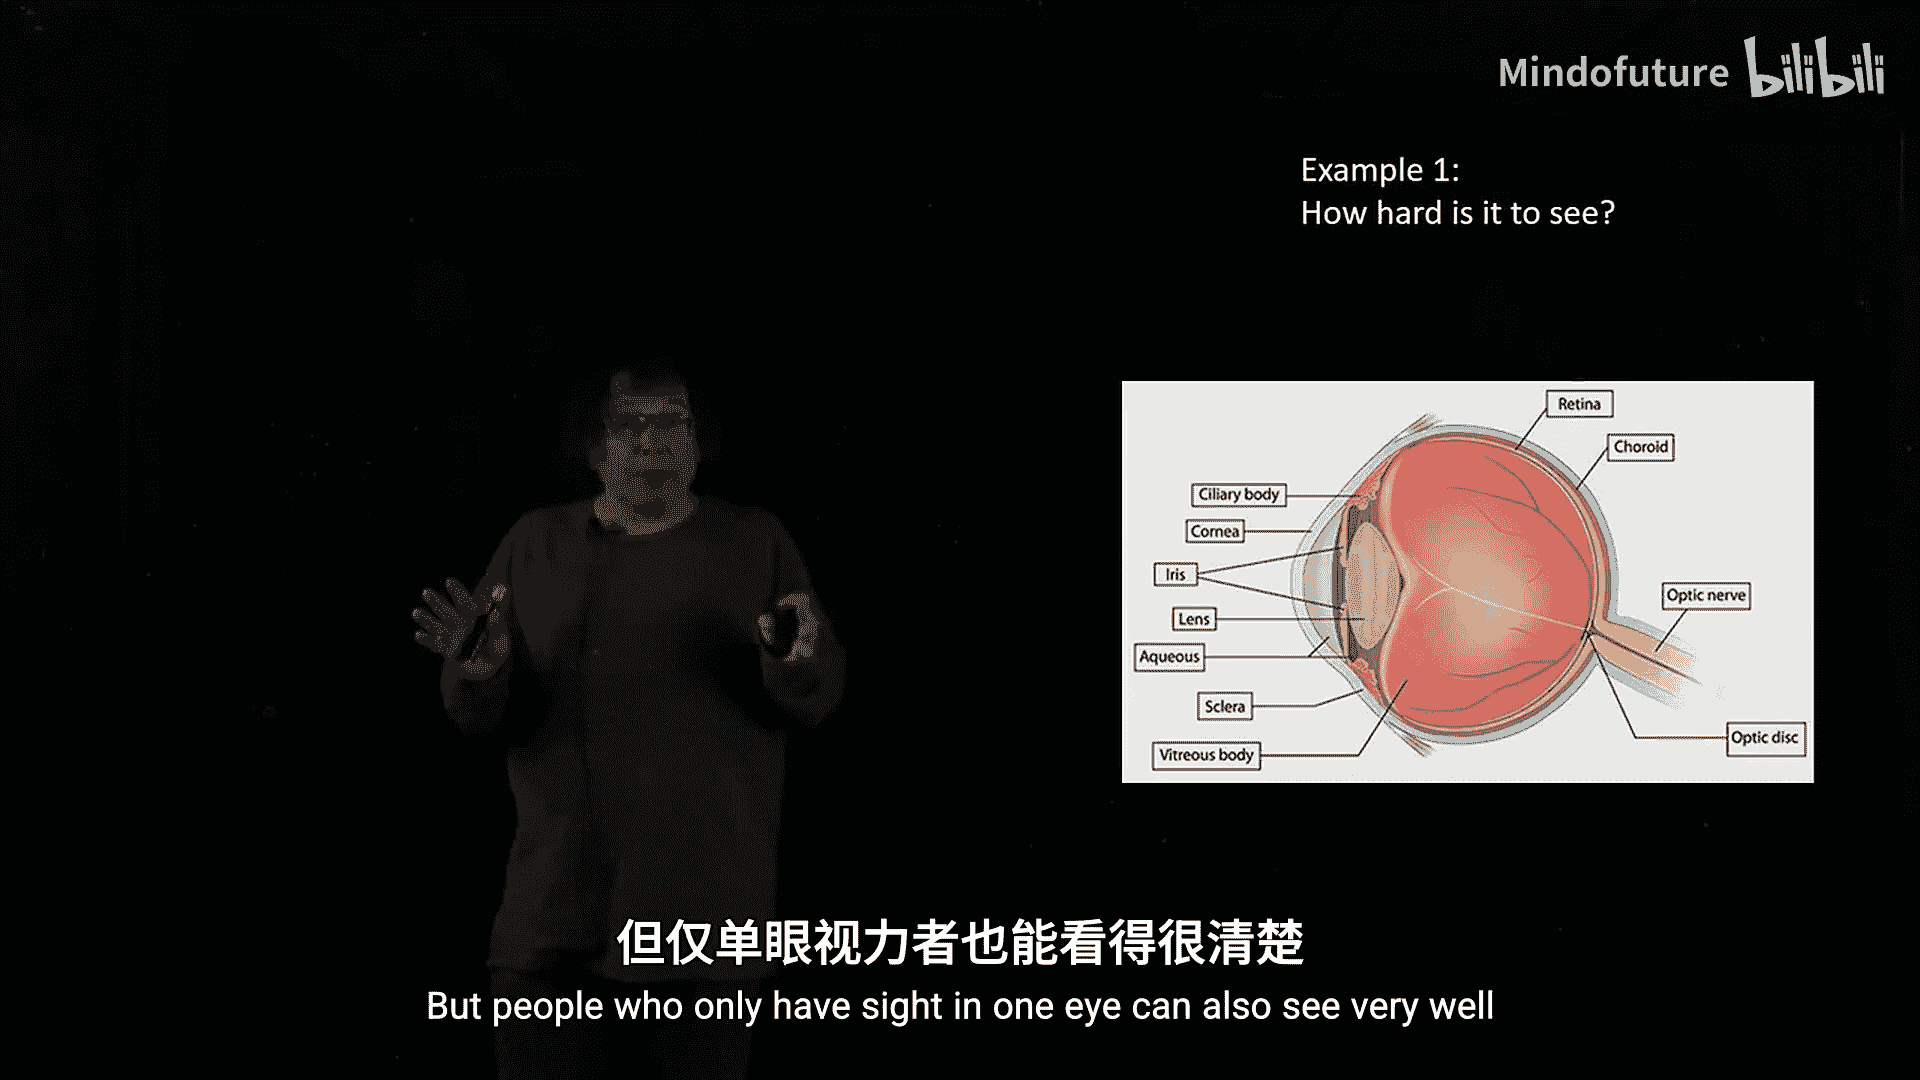 Mindofuture bilibili
Example 1:
How hard is it to see?
Retina
Choroid
Ciliary body
Cornea
Iris
Optic nerve
Lens
Aqueous
Sclera
Optic disc
Vitreous body
但仅单眼视力者也能看得很清楚
But people who only have sight in one eye can also see very well